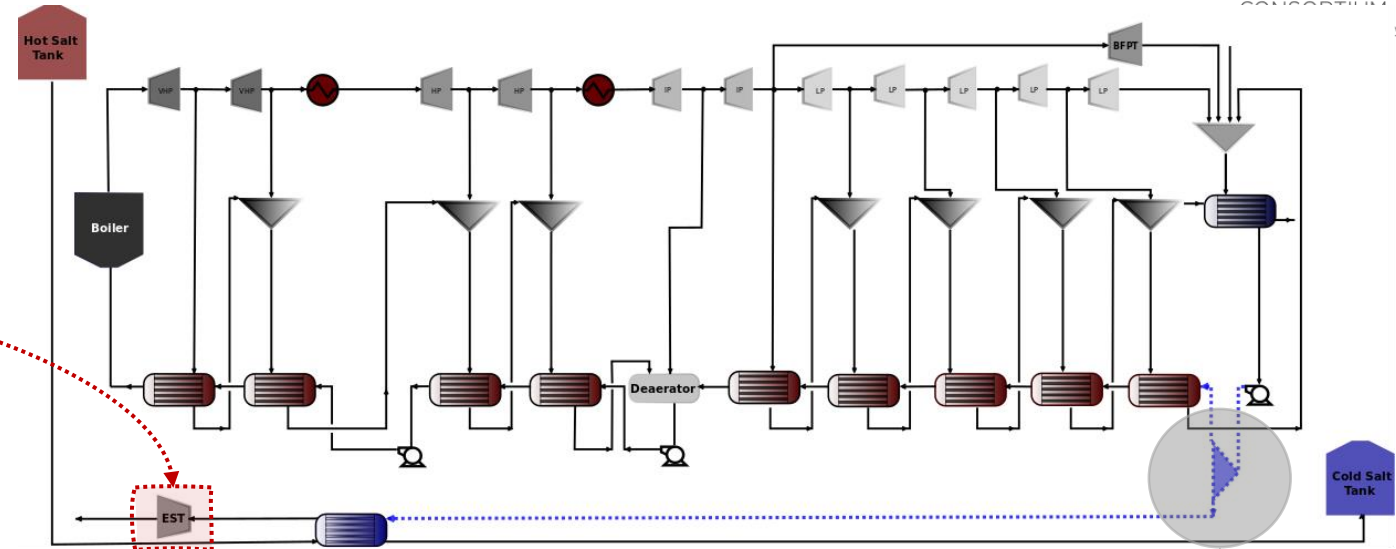 Hot Salt
Tank
BFPT
VHP
VHP
HP
HP
IP
IP
LP
LP
LP
LP
LP
Boiler
Deaerator
Cold Salt
Tank
EST